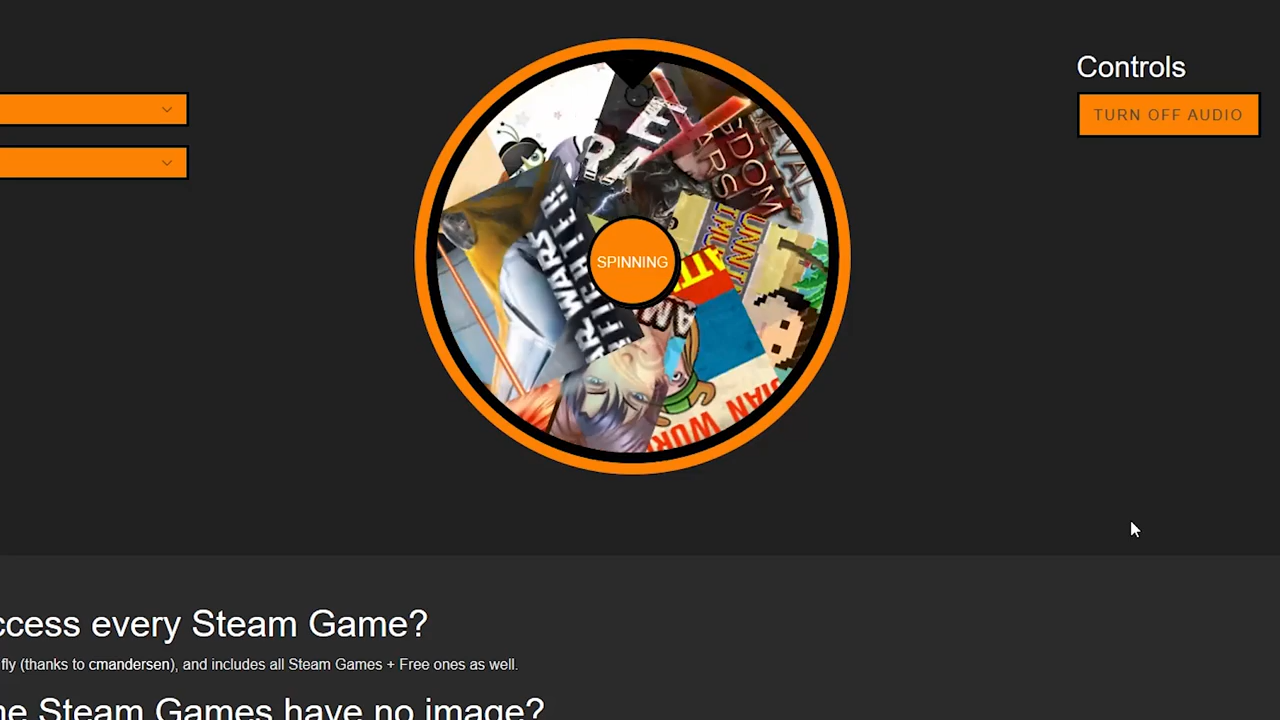 Controls
TURN OFF AUDIO
SPINNING
ccess every Steam Game?
fly (thanks to cmandersen), and includes all Steam Games + Free ones as well.
he Steam Games have no image?